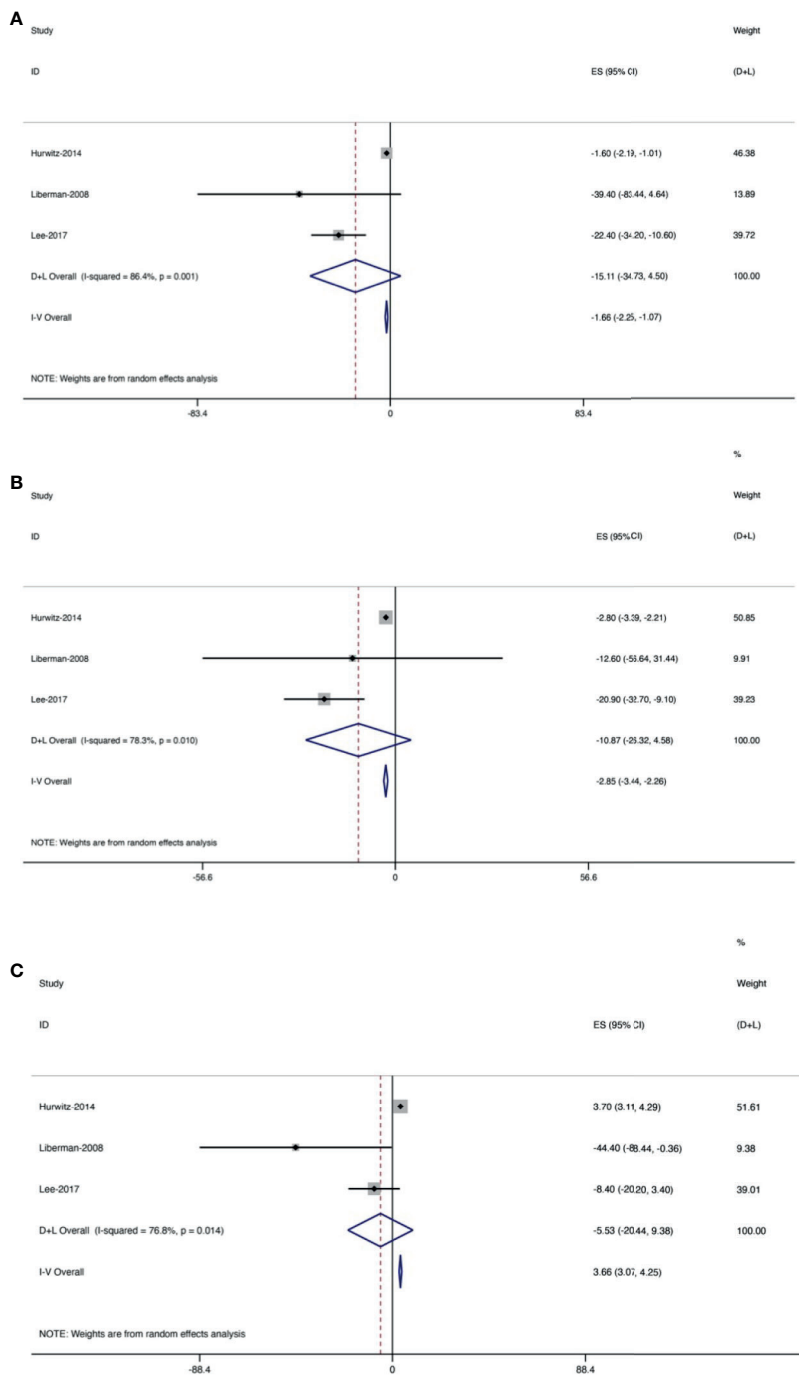 A
Study Weight
ID ES (95% CI) (D+L)
Hurwitz-2014 -1.60 (-2.19, -1.01) 46.38
Liberman-2008 -39.40 (-83.44, 4.64) 13.89
Lee-2017 -22.40 (-34.20, -10.60) 39.72
D+L Overall (I-squared = 86.4%, p = 0.001) -15.11 (-34.73, 4.50) 100.00
I-V Overall -1.66 (-2.25, -1.07)
NOTE: Weights are from random effects analysis
-83.4 0 83.4
%
B
Study Weight
ID ES (95% CI) (D+L)
Hurwitz-2014 -2.80 (-3.39, -2.21) 50.85
Liberman-2008 -12.60 (-56.64, 31.44) 9.91
Lee-2017 -20.90 (-32.70, -9.10) 39.23
D+L Overall (I-squared = 78.3%, p = 0.010) -10.87 (-26.32, 4.58) 100.00
I-V Overall -2.85 (-3.44, -2.26)
NOTE: Weights are from random effects analysis
-56.6 0 56.6
%
C
Study Weight
ID ES (95% CI) (D+L)
Hurwitz-2014 3.70 (3.11, 4.29) 51.61
Liberman-2008 -44.40 (-88.44, -0.36) 9.38
Lee-2017 -8.40 (-20.20, 3.40) 39.01
D+L Overall (I-squared = 76.8%, p = 0.014) -5.53 (-20.44, 9.38) 100.00
I-V Overall 3.66 (3.07, 4.25)
NOTE: Weights are from random effects analysis
-88.4 0 88.4